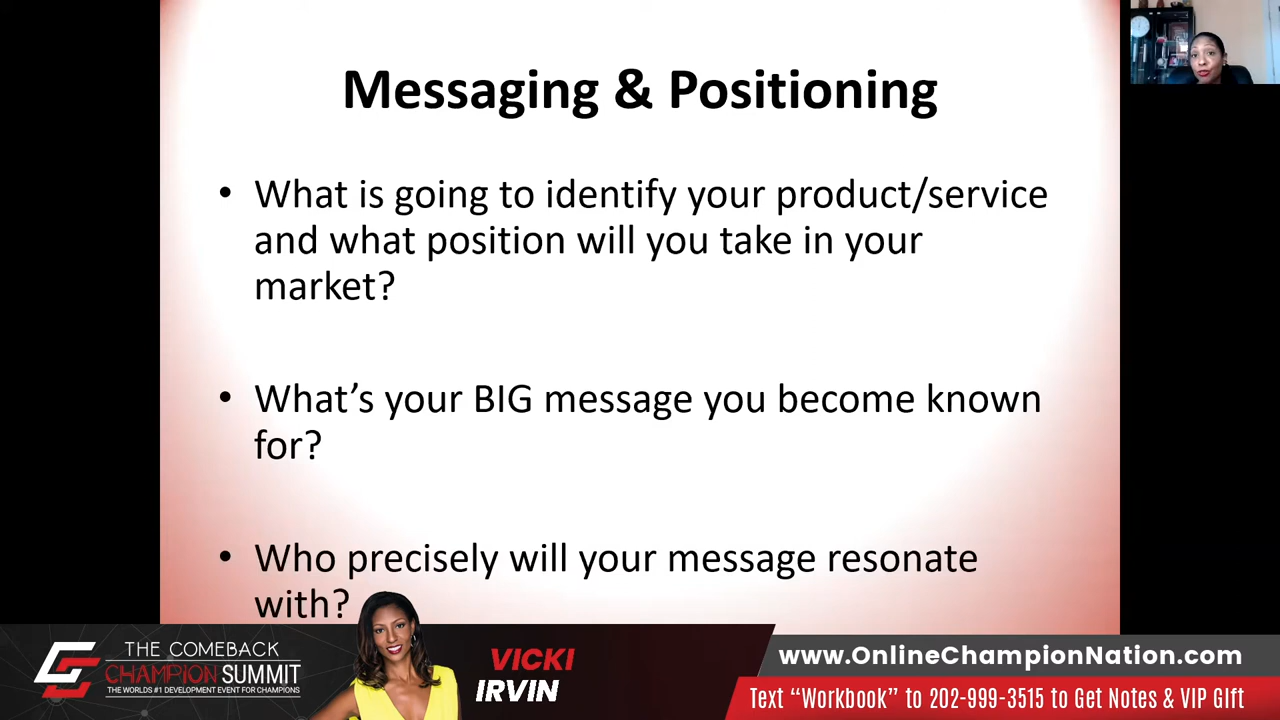 Messaging & Positioning
• What is going to identify your product/service
and what position will you take in your
market?
• What’s your BIG message you become known
for?
• Who precisely will your message resonate
with?
THE COMEBACK
CHAMPION SUMMIT
THE WORLDS #1 DEVELOPMENT EVENT FOR CHAMPIONS
VICKI
IRVIN
www.OnlineChampionNation.com
Text “Workbook” to 202-999-3515 to Get Notes & VIP GIft